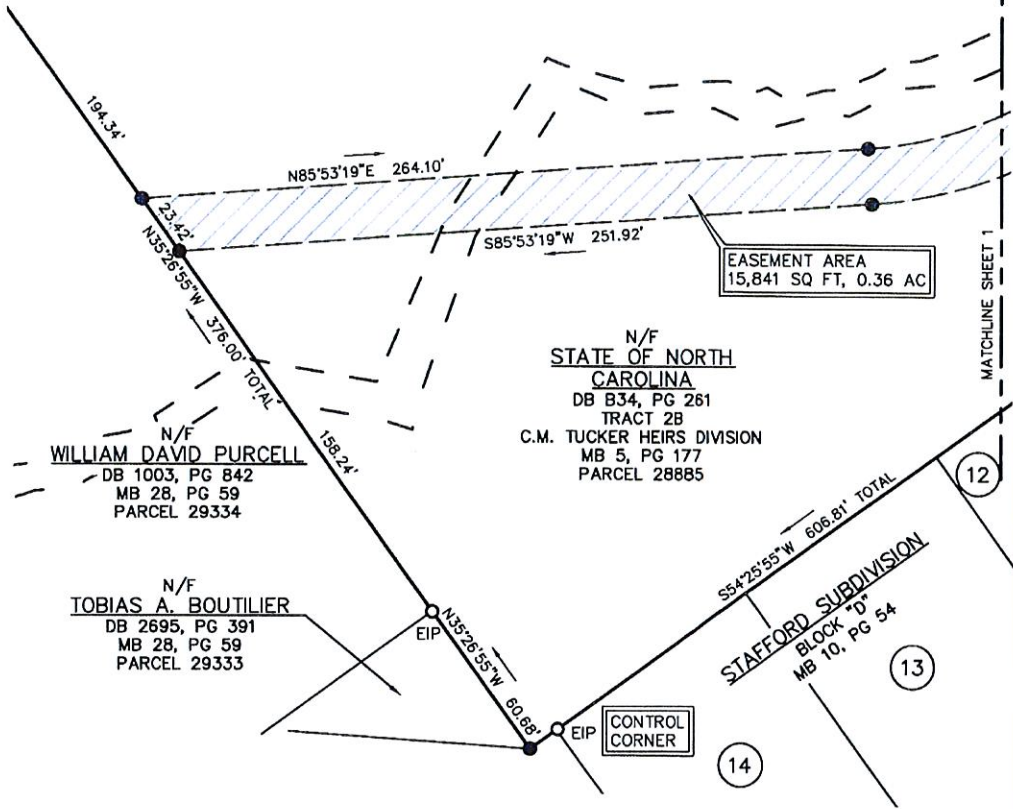 194.34'
N85°53'19"E 264.10'
23.42'
S85°53'19"W 251.92'
EASEMENT AREA
15,841 SQ FT, 0.36 AC
MATCHLINE SHEET 1
N35°26'55"W 376.00' TOTAL
N/F
STATE OF NORTH
CAROLINA
DB B34, PG 261
TRACT 2B
C.M. TUCKER HEIRS DIVISION
MB 5, PG 177
PARCEL 28885
158.24'
N/F
WILLIAM DAVID PURCELL
DB 1003, PG 842
MB 28, PG 59
PARCEL 29334
12
S54°25'55"W 606.81' TOTAL
STAFFORD SUBDIVISION
BLOCK "D"
MB 10, PG 54
N/F
TOBIAS A. BOUTILIER
DB 2695, PG 391
MB 28, PG 59
PARCEL 29333
EIP
N35°26'55"W 60.68'
13
EIP
CONTROL
CORNER
14